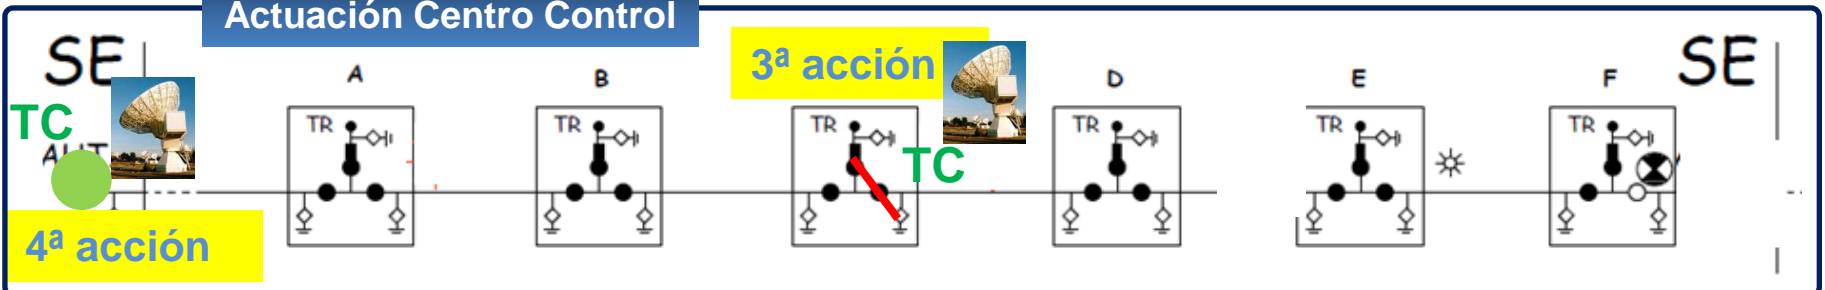 Actuación Centro Control
SE
3ª acción
SE
A
B
D
E
F
TC
TR
TR
TR
TR
TR
TR
TC
4ª acción